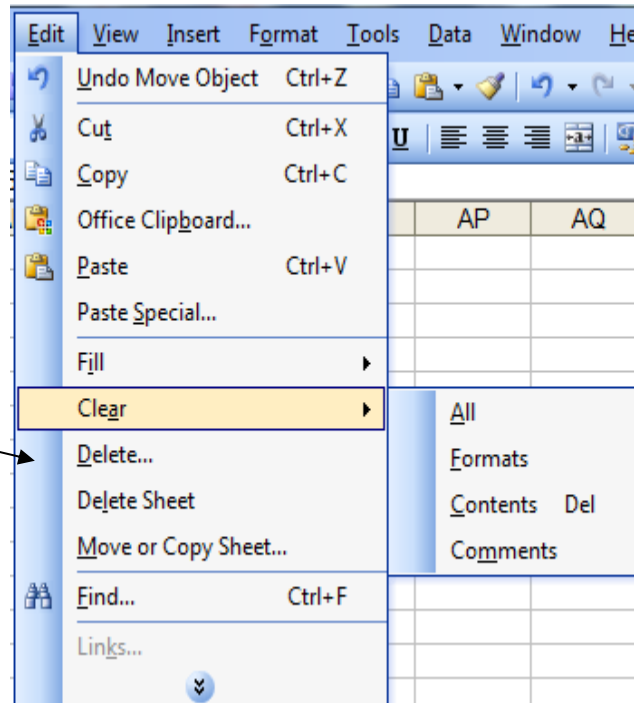 Edit View Insert Format Tools Data Window He
Undo Move Object Ctrl+Z
Cut Ctrl+X
U
Copy Ctrl+C
Office Clipboard...
AP AQ
Paste Ctrl+V
Paste Special...
Fill
Clear
All
Delete...
Formats
Delete Sheet
Contents Del
Move or Copy Sheet...
Comments
Find... Ctrl+F
Links...